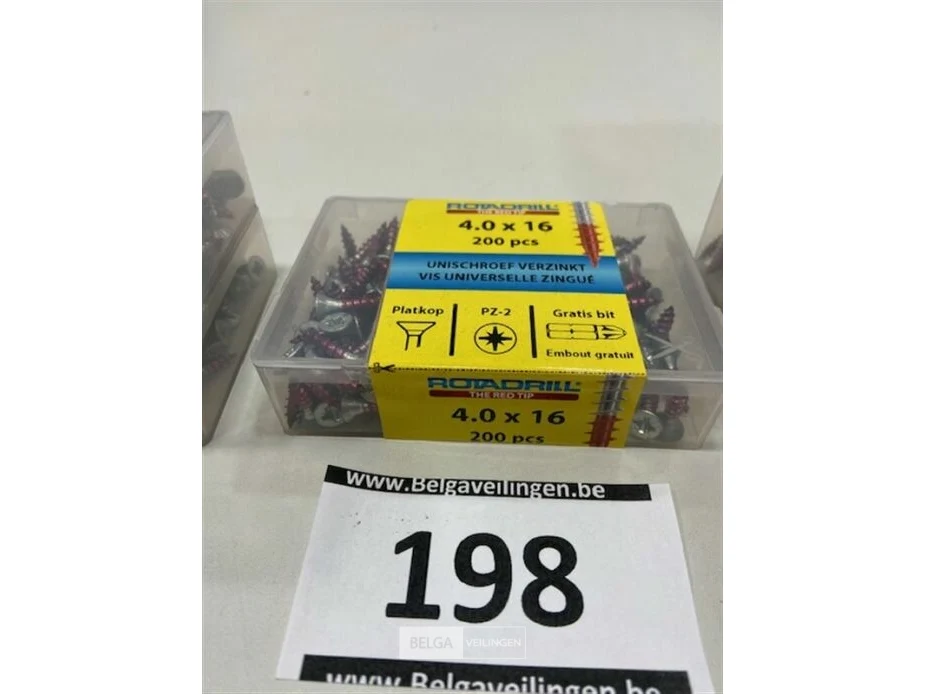 ROTADRILL
THE RED TIP
4.0 x 16
200 pcs
UNISCHROEF VERZINKT
VIS UNIVERSELLE ZINGUÉ
Platkop
PZ-2
Gratis bit
Embout gratuit
ROTADRILL
THE RED TIP
4.0 x 16
200 pcs
www.Belgaveilingen.be
198
BELGA VEILINGEN
www.Belgaveilingen.be